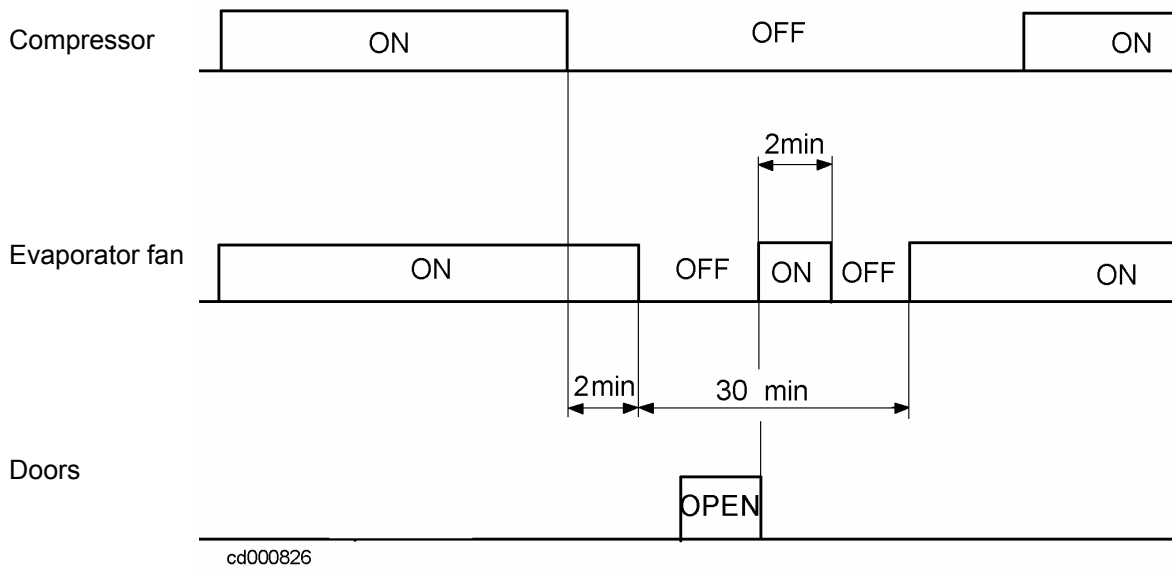 Compressor
ON
OFF
ON
2min
Evaporator fan
ON
OFF
ON
OFF
ON
2min
30 min
Doors
OPEN
cd000826